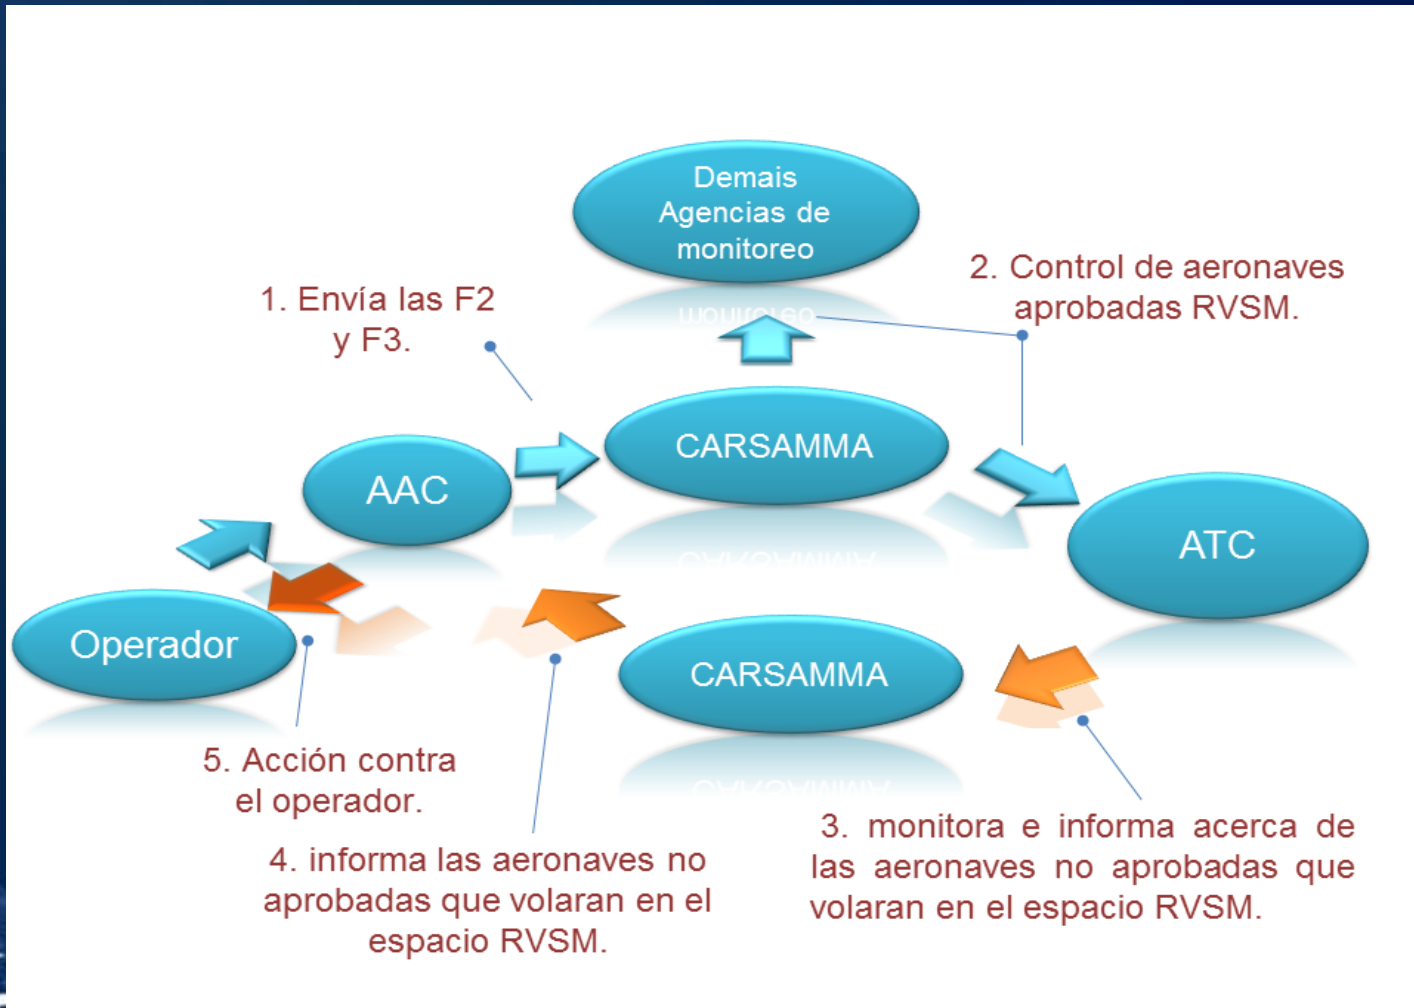 Demais
Agencias de
monitoreo
2. Control de aeronaves
aprobadas RVSM.
1. Envía las F2
y F3.
CARSAMMA
AAC
ATC
Operador
CARSAMMA
5. Acción contra
el operador.
4. informa las aeronaves no
aprobadas que volaran en el
espacio RVSM.
3. monitora e informa acerca de
las aeronaves no aprobadas que
volaran en el espacio RVSM.